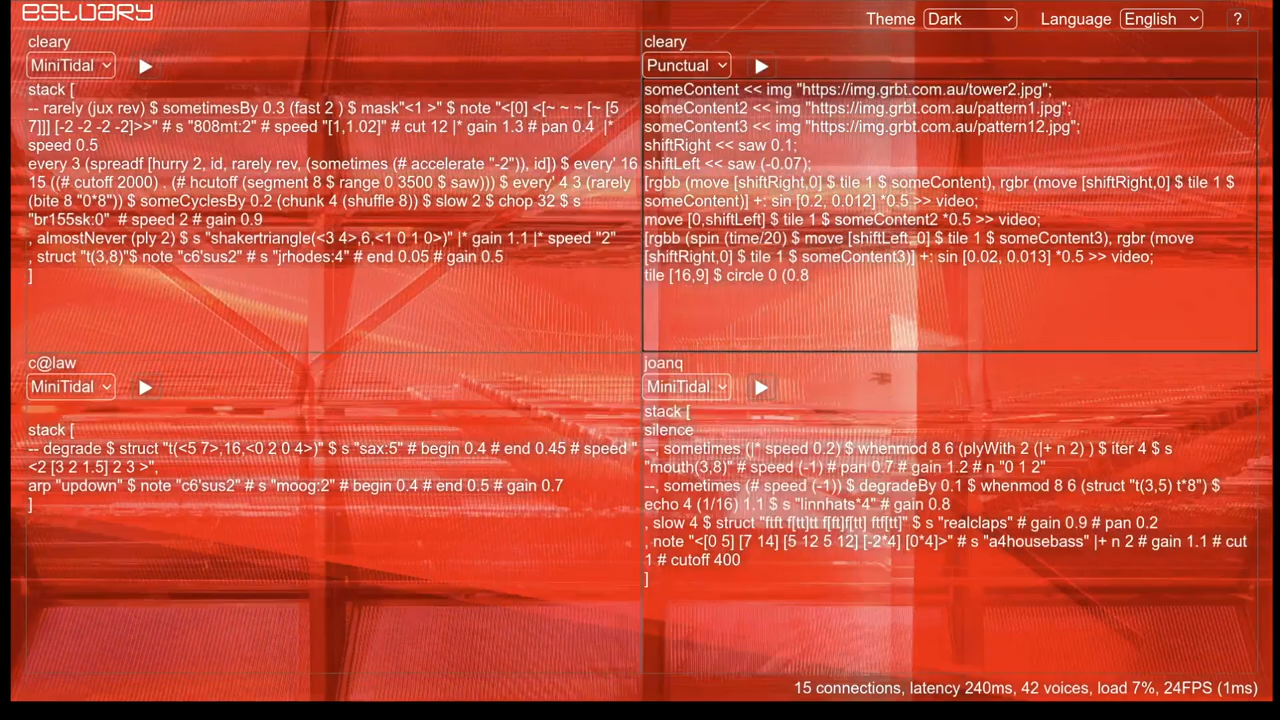 estuary
Theme Dark Language English ?
cleary
MiniTidal
stack [
-- rarely (jux rev) $ sometimesBy 0.3 (fast 2 ) $ mask"<1 >" $ note "<[0] <[~ ~ ~ [~ [5
7]]] [-2 -2 -2 -2]>>" # s "808mt:2" # speed "[1,1.02]" # cut 12 |* gain 1.3 # pan 0.4 |*
speed 0.5
every 3 (spreadf [hurry 2, id, rarely rev, (sometimes (# accelerate "-2")), id]) $ every' 16
15 ((# cutoff 2000) . (# hcutoff (segment 8 $ range 0 3500 $ saw))) $ every' 4 3 (rarely
(bite 8 "0*8")) $ someCyclesBy 0.2 (chunk 4 (shuffle 8)) $ slow 2 $ chop 32 $ s
"br155sk:0" # speed 2 # gain 0.9
, almostNever (ply 2) $ s "shakertriangle(<3 4>,6,<1 0 1 0>)" |* gain 1.1 |* speed "2"
, struct "t(3,8)"$ note "c6'sus2" # s "jrhodes:4" # end 0.05 # gain 0.5
]
cleary
Punctual
someContent << img "https://img.grbt.com.au/tower2.jpg";
someContent2 << img "https://img.grbt.com.au/pattern1.jpg";
someContent3 << img "https://img.grbt.com.au/pattern12.jpg";
shiftRight << saw 0.1;
shiftLeft << saw (-0.07);
[rgbb (move [shiftRight,0] $ tile 1 $ someContent), rgbr (move [shiftRight,0] $ tile 1 $
someContent)] +: sin [0.2, 0.012] *0.5 >> video;
move [0,shiftLeft] $ tile 1 $ someContent2 *0.5 >> video;
[rgbb (spin (time/20) $ move [shiftLeft, 0] $ tile 1 $ someContent3), rgbr (move
[shiftRight,0] $ tile 1 $ someContent3)] +: sin [0.02, 0.013] *0.5 >> video;
tile [16,9] $ circle 0 (0.8
c@law
MiniTidal
stack [
-- degrade $ struct "t(<5 7>,16,<0 2 0 4>)" $ s "sax:5" # begin 0.4 # end 0.45 # speed "
<2 [3 2 1.5] 2 3 >",
arp "updown" $ note "c6'sus2" # s "moog:2" # begin 0.4 # end 0.5 # gain 0.7
]
joanq
MiniTidal
stack [
silence
--, sometimes (|* speed 0.2) $ whenmod 8 6 (plyWith 2 (|+ n 2) ) $ iter 4 $ s
"mouth(3,8)" # speed (-1) # pan 0.7 # gain 1.2 # n "0 1 2"
--, sometimes (# speed (-1)) $ degradeBy 0.1 $ whenmod 8 6 (struct "t(3,5) t*8") $
echo 4 (1/16) 1.1 $ s "linnhats*4" # gain 0.8
, slow 4 $ struct "ftft f[tt]tt f[ft]f[tt] ftf[tt]" $ s "realclaps" # gain 0.9 # pan 0.2
, note "<[0 5] [7 14] [5 12 5 12] [-2*4] [0*4]>" # s "a4housebass" |+ n 2 # gain 1.1 # cut
1 # cutoff 400
]
15 connections, latency 240ms, 42 voices, load 7%, 24FPS (1ms)